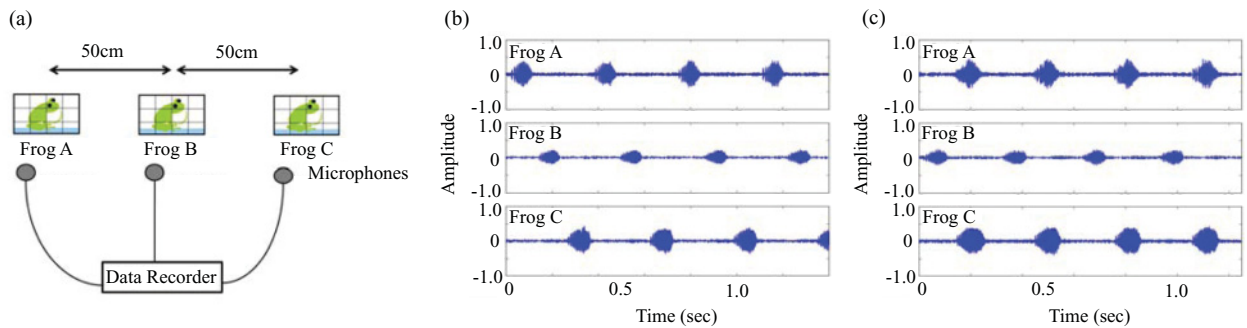 (a)
50cm 50cm
Frog A Frog B Frog C
Microphones
Data Recorder
(b)
Amplitude
1.0
0
-1.0
Frog A
1.0
0
-1.0
Frog B
1.0
0
-1.0
Frog C
0 0.5 1.0
Time (sec)
(c)
Amplitude
1.0
0
-1.0
Frog A
1.0
0
-1.0
Frog B
1.0
0
-1.0
Frog C
0 0.5 1.0
Time (sec)